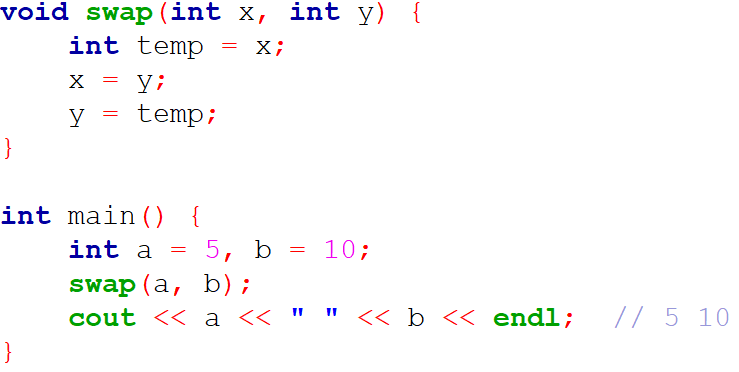 void swap(int x, int y) {
    int temp = x;
    x = y;
    y = temp;
}

int main() {
    int a = 5, b = 10;
    swap(a, b);
    cout << a << " " << b << endl;  // 5 10
}